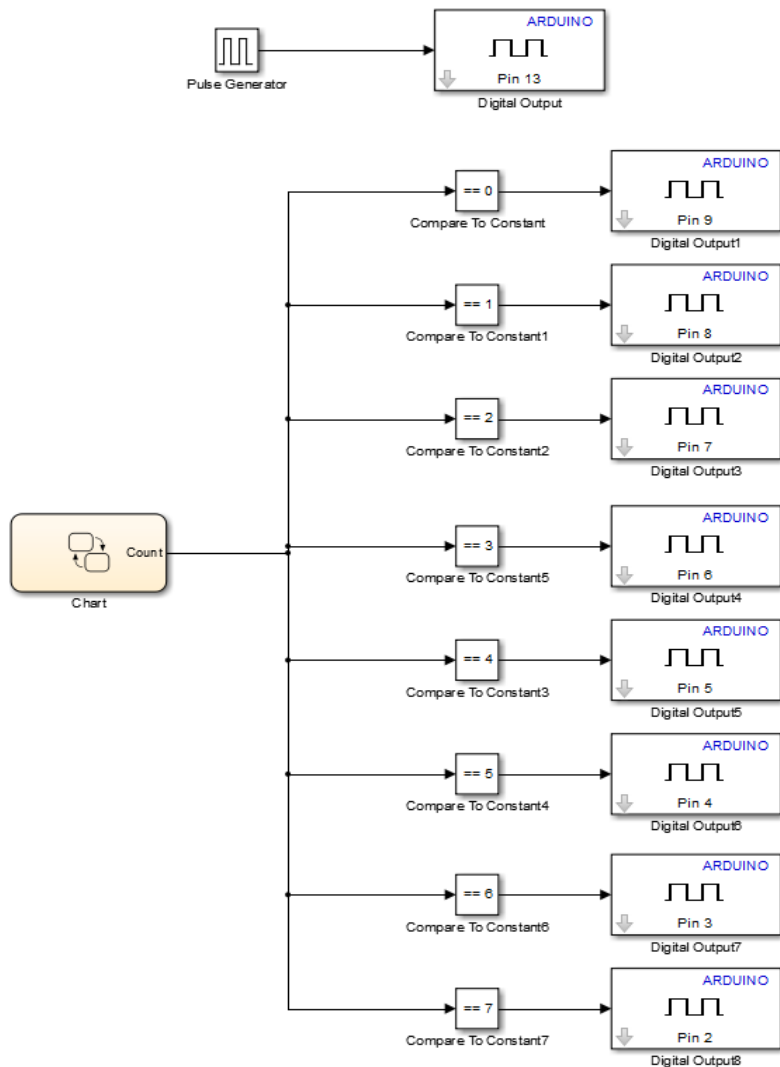 ARDUINO
Pin 13
Pulse Generator
Digital Output
ARDUINO
== 0
Pin 9
Compare To Constant
Digital Output1
ARDUINO
== 1
Pin 8
Compare To Constant1
Digital Output2
ARDUINO
== 2
Pin 7
Compare To Constant2
Digital Output3
ARDUINO
Count
== 3
Pin 6
Chart
Compare To Constant5
Digital Output4
ARDUINO
== 4
Pin 5
Compare To Constant3
Digital Output5
ARDUINO
== 5
Pin 4
Compare To Constant4
Digital Output6
ARDUINO
== 6
Pin 3
Compare To Constant6
Digital Output7
ARDUINO
== 7
Pin 2
Compare To Constant7
Digital Output8